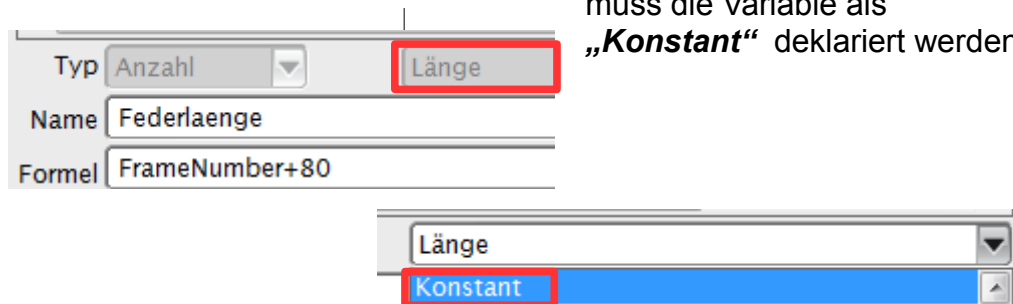 muss die Variable als
„Konstant“ deklariert werden
Typ Anzahl Länge
Name Federlaenge
Formel FrameNumber+80
Länge
Konstant